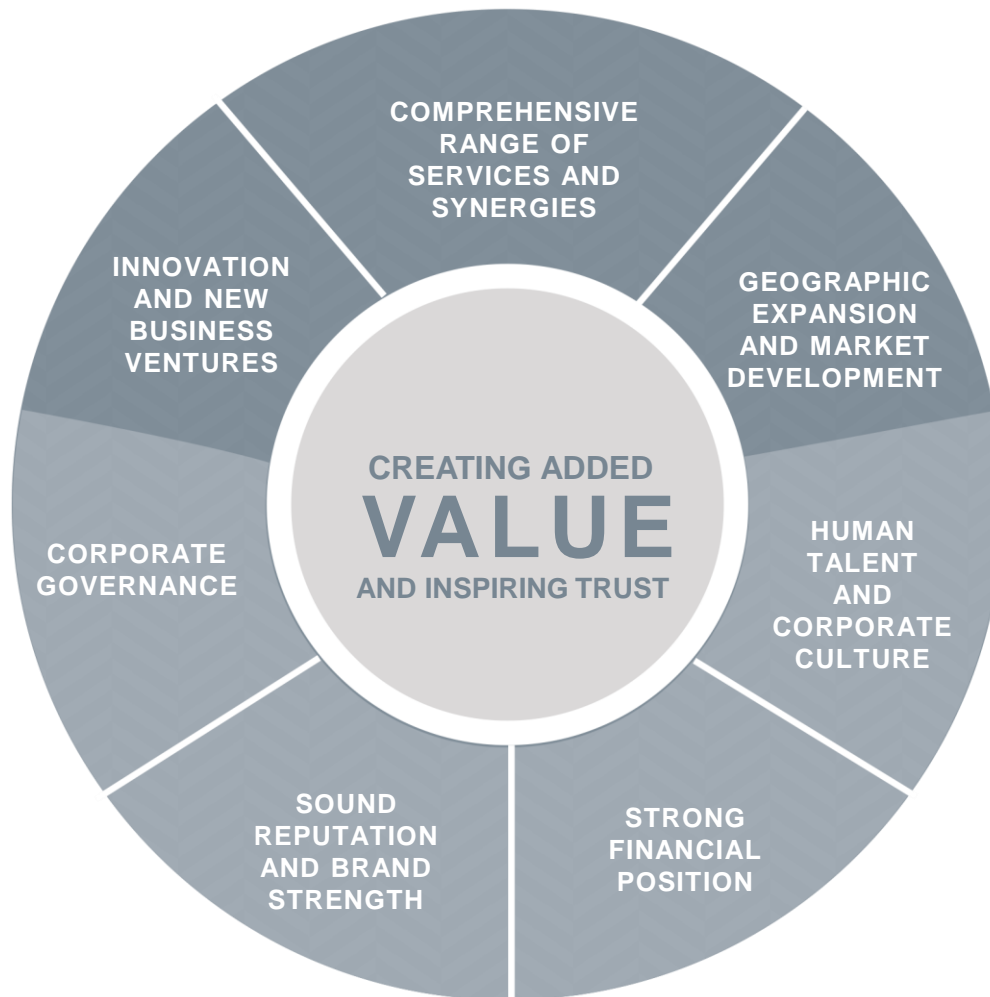 COMPREHENSIVE
RANGE OF
SERVICES AND
SYNERGIES
INNOVATION
AND NEW
BUSINESS
VENTURES
GEOGRAPHIC
EXPANSION
AND MARKET
DEVELOPMENT
CREATING ADDED
VALUE
AND INSPIRING TRUST
CORPORATE
GOVERNANCE
HUMAN
TALENT
AND
CORPORATE
CULTURE
SOUND
REPUTATION
AND BRAND
STRENGTH
STRONG
FINANCIAL
POSITION